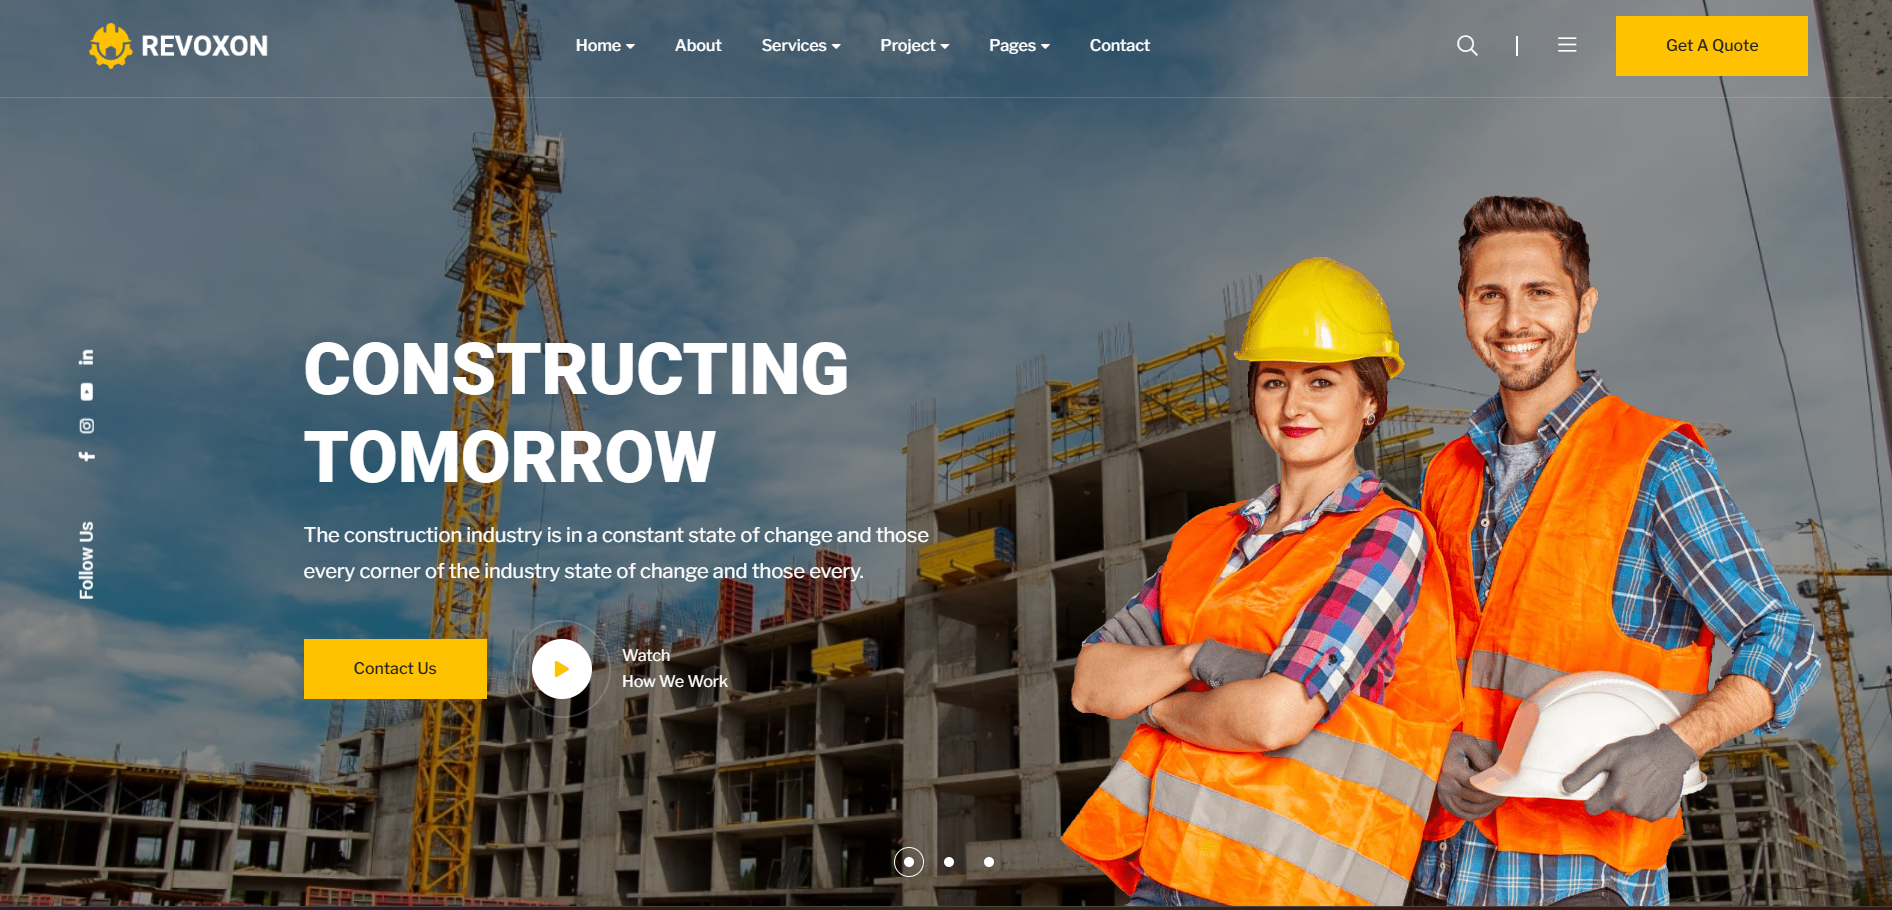 REVOXON
Home
About
Services
Project
Pages
Contact
Get A Quote
CONSTRUCTING
TOMORROW
The construction industry is in a constant state of change and those
every corner of the industry state of change and those every.
Contact Us
Watch
How We Work
in
f
Follow Us